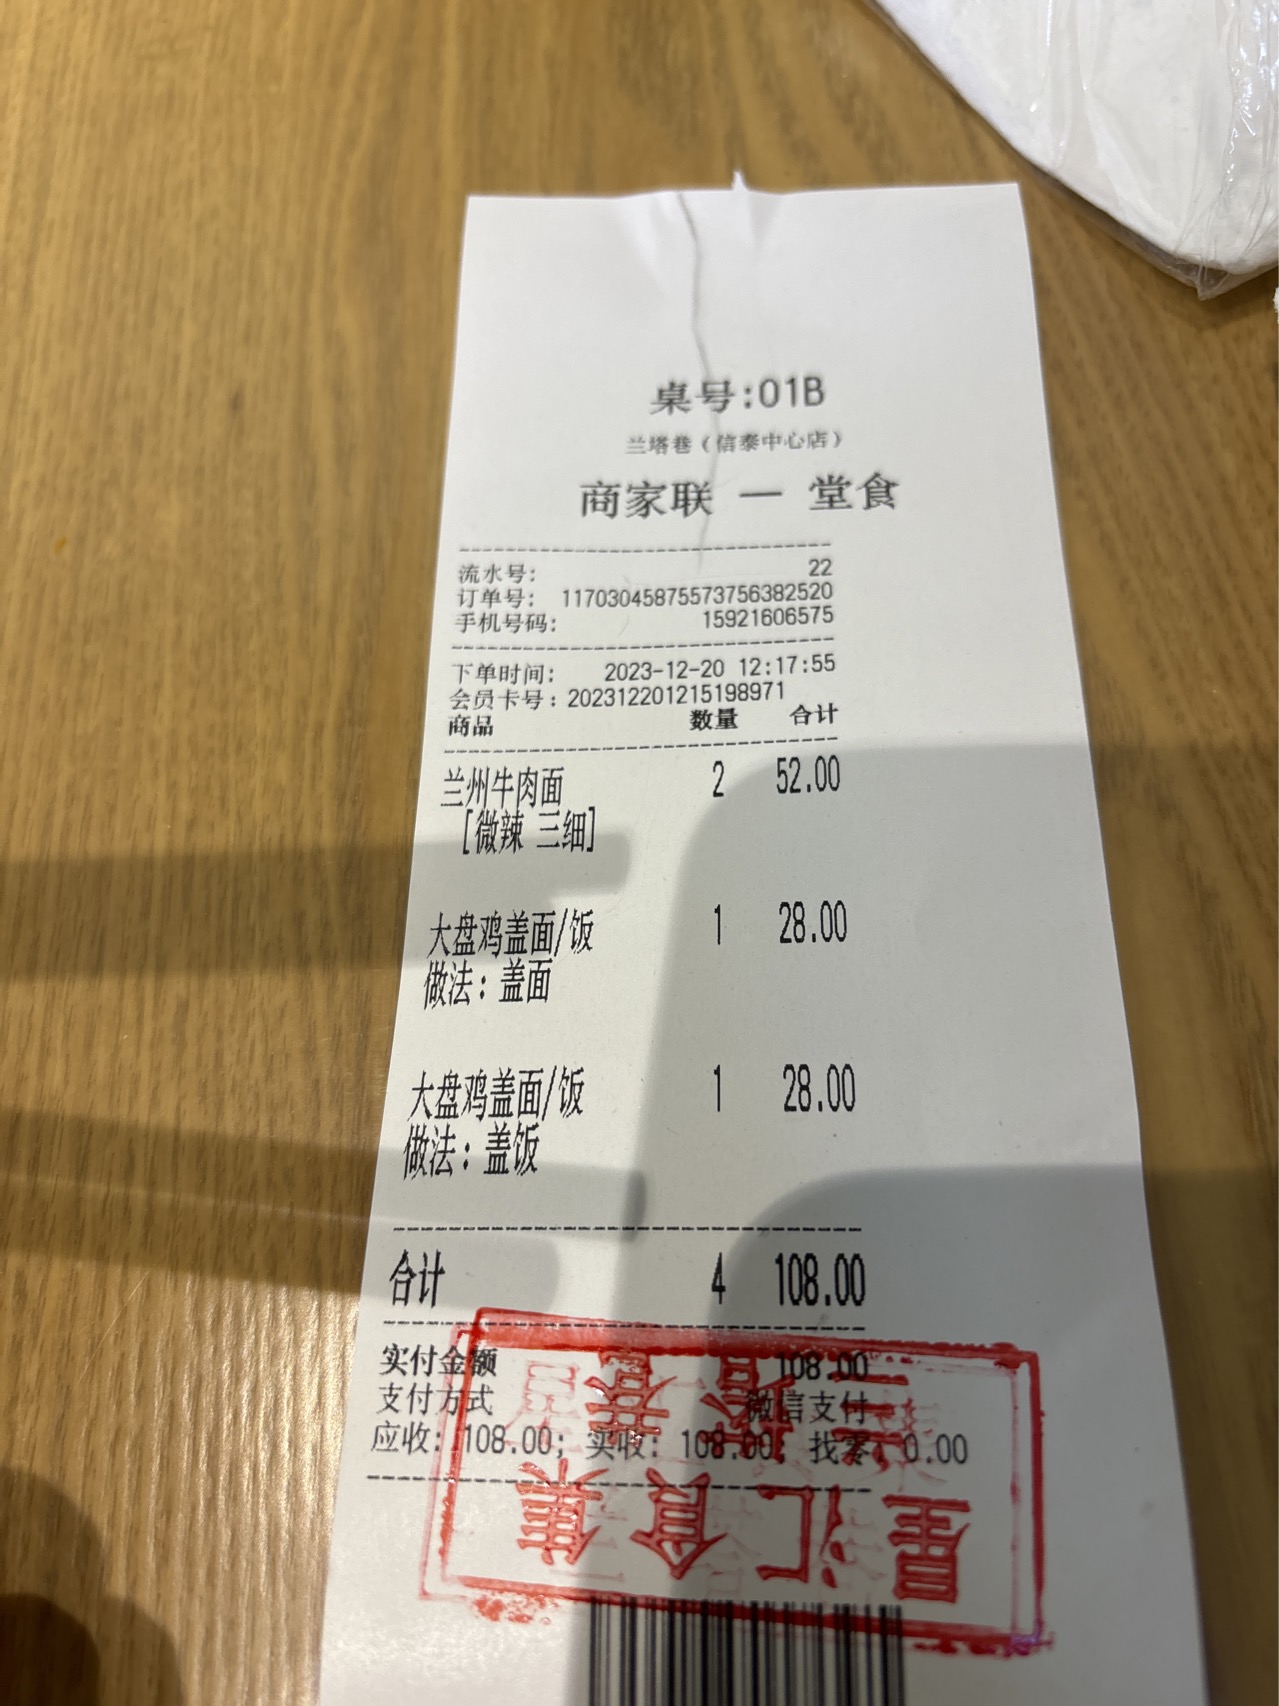 桌号:01B
兰塔巷（信泰中心店）
商家联 一 堂食
流水号: 22
订单号: 11703045875573756382520
手机号码: 15921606575
下单时间: 2023-12-20 12:17:55
会员卡号:202312201215198971
商品 数量 合计
兰州牛肉面 2 52.00
[微辣 三细]
大盘鸡盖面/饭 1 28.00
做法:盖面
大盘鸡盖面/饭 1 28.00
做法:盖饭
合计 4 108.00
实付金额 108.00
支付方式 微信支付
应收: 108.00; 实收: 108.00; 找零: 0.00
星汇食集